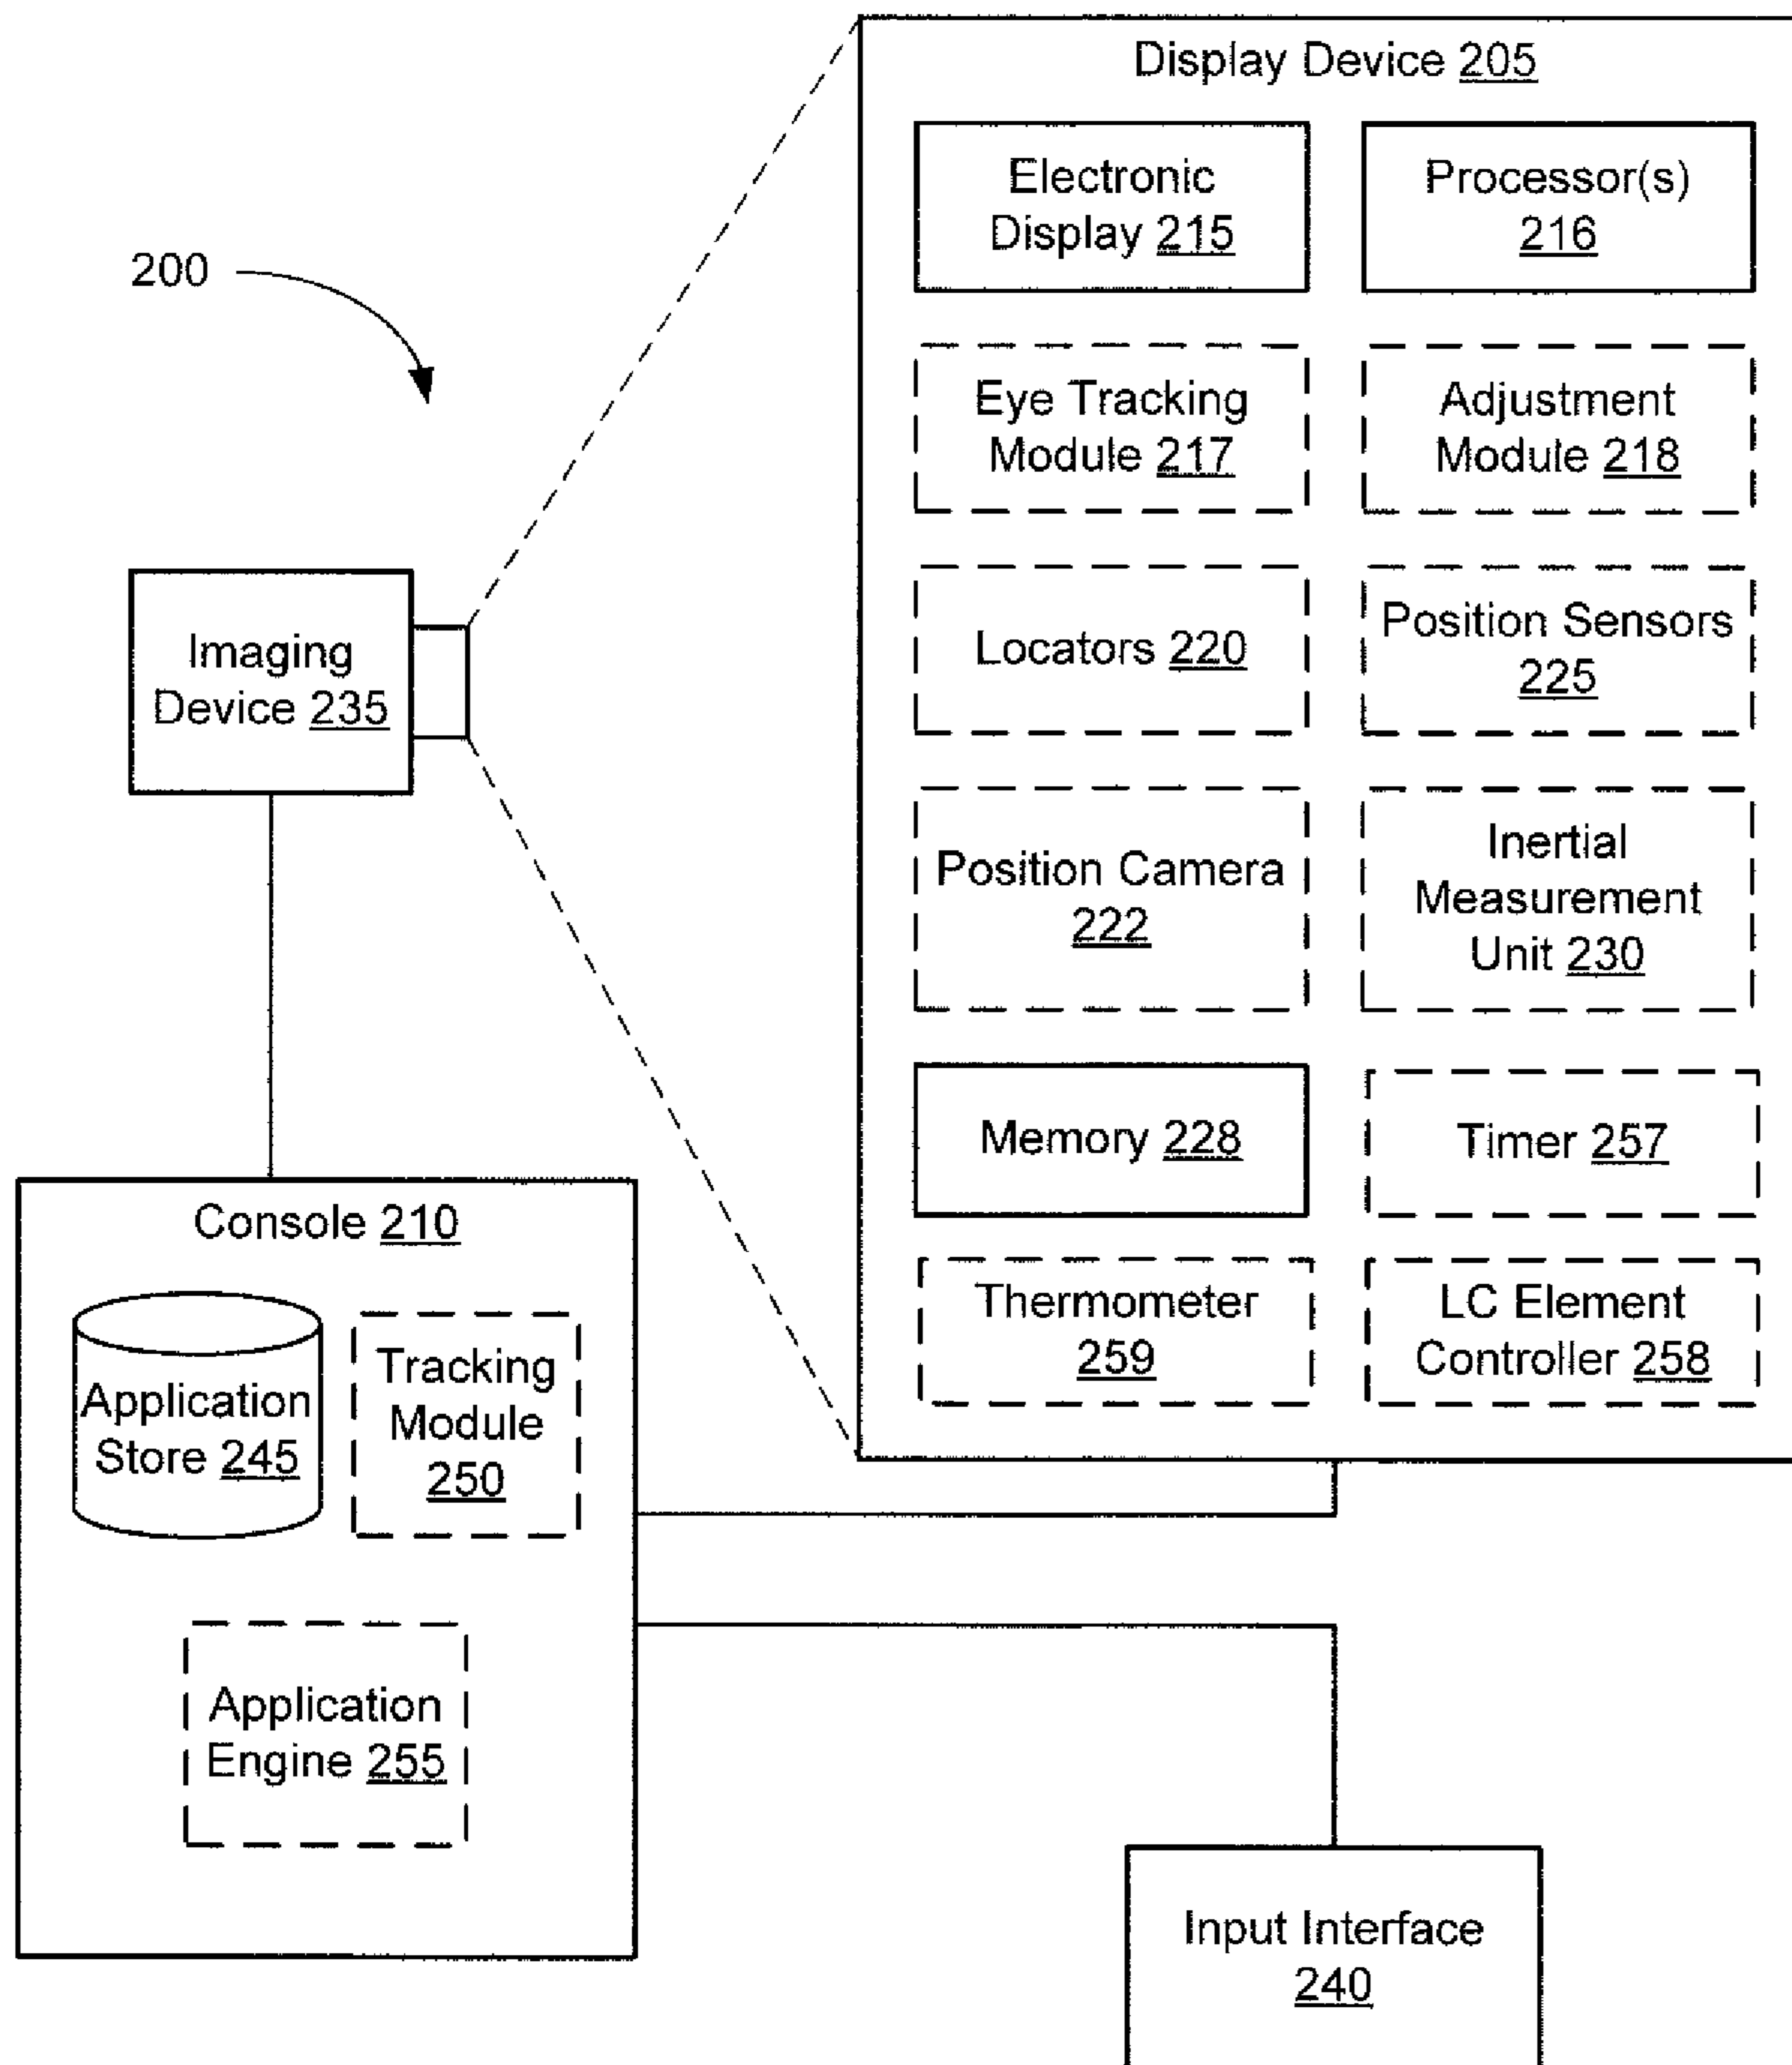 Display Device 205
Electronic
Display 215
Processor(s)
216
200
Eye Tracking
Module 217
Adjustment
Module 218
Imaging
Device 235
Locators 220
Position Sensors
225
Position Camera
222
Inertial
Measurement
Unit 230
Memory 228
Timer 257
Console 210
Thermometer
259
LC Element
Controller 258
Application
Store 245
Tracking
Module
250
Application
Engine 255
Input Interface
240